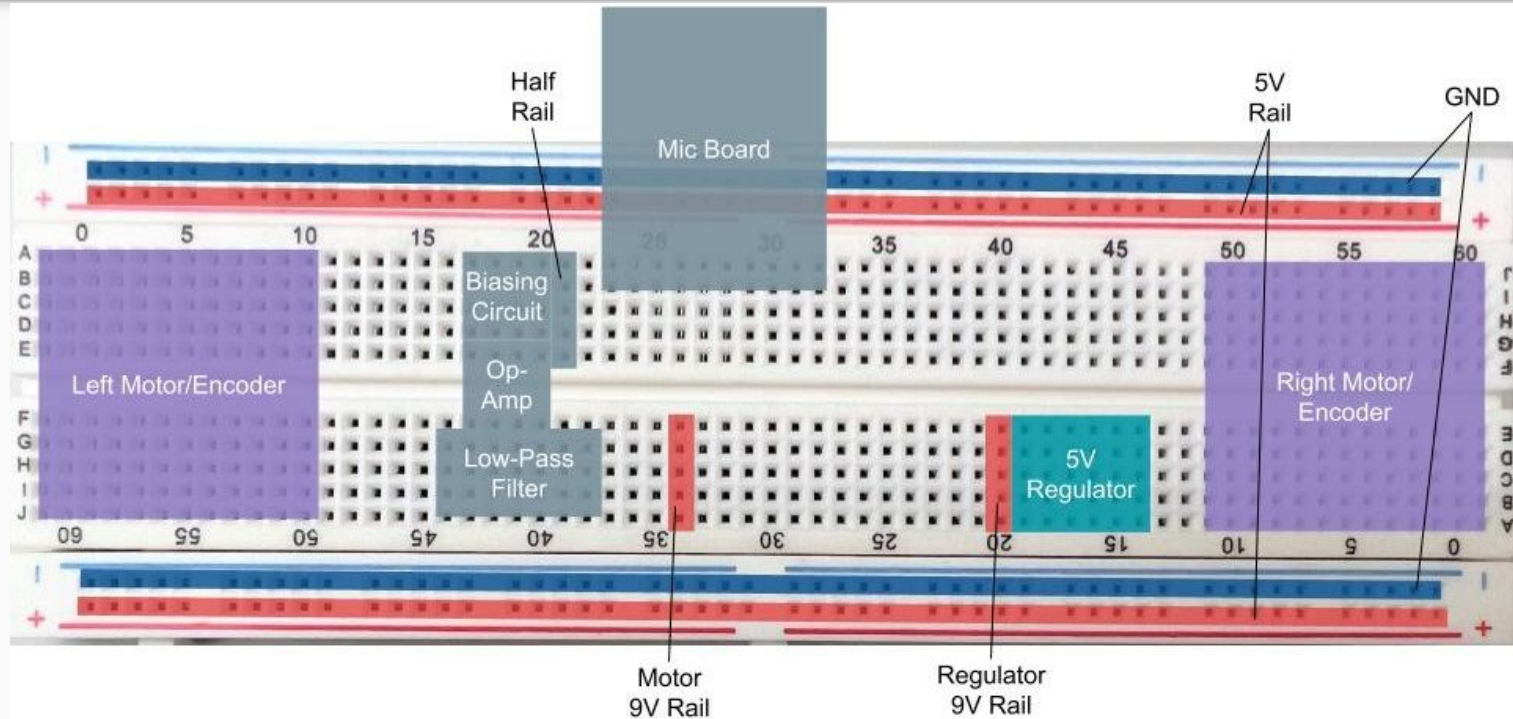 Half
Rail
5V
Rail
GND
Mic Board
+
+
0 5 10 15 20 25 30 35 40 45 50 55 60
A
B
C
D
E
Biasing
Circuit
J
I
H
G
F
Left Motor/Encoder
Op-
Amp
Right Motor/
Encoder
F
G
H
I
J
Low-Pass
Filter
5V
Regulator
E
D
C
B
A
60 55 50 45 40 35 30 25 20 15 10 5 0
+
+
Motor
9V Rail
Regulator
9V Rail